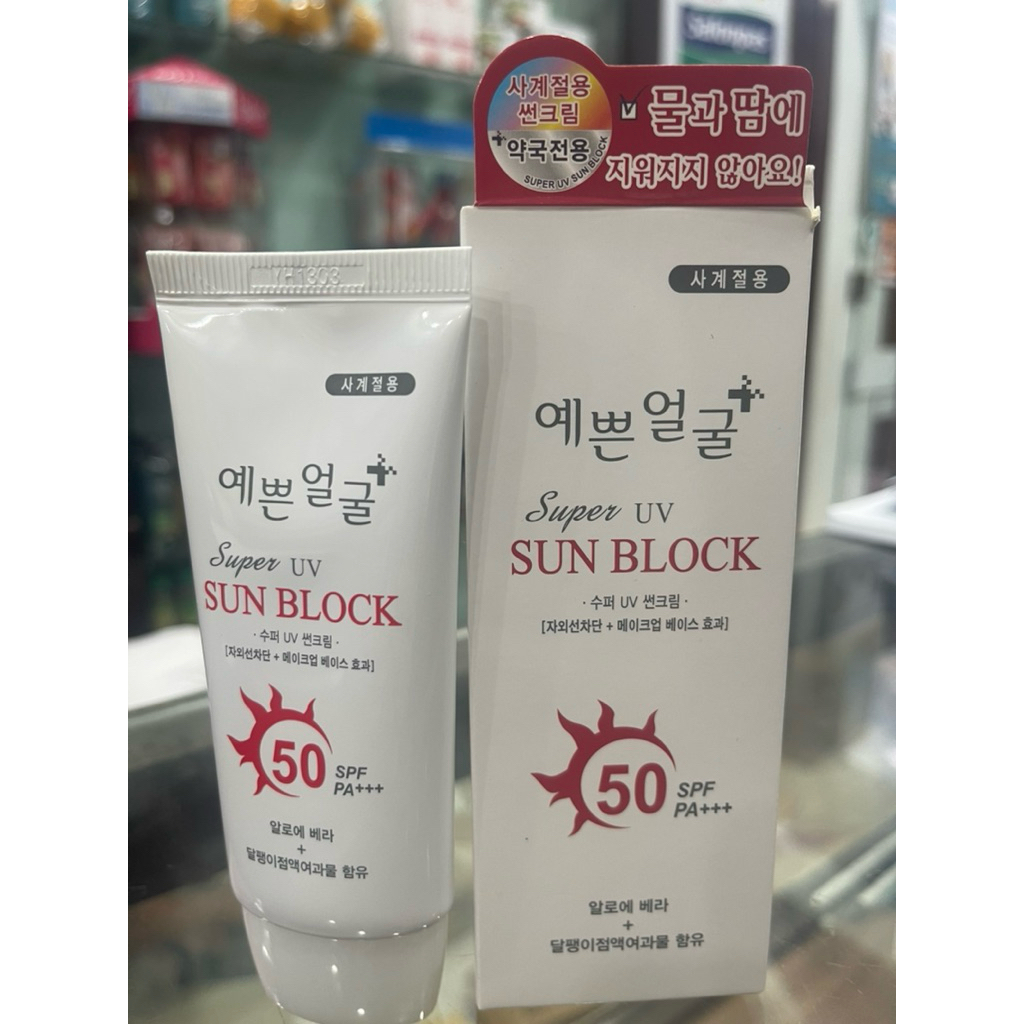 사계절용
썬크림
약국전용
SUPER UV SUN BLOCK
물과 땀에
지워지지 않아요!
사계절용
예쁜얼굴
Super UV
SUN BLOCK
· 수퍼 UV 썬크림 ·
[자외선차단 + 메이크업 베이스 효과]
50 SPF
PA+++
알로에 베라
+
달팽이점액여과물 함유
YH1303
사계절용
예쁜얼굴
Super UV
SUN BLOCK
· 수퍼 UV 썬크림 ·
[자외선차단 + 메이크업 베이스 효과]
50 SPF
PA+++
알로에 베라
+
달팽이점액여과물 함유